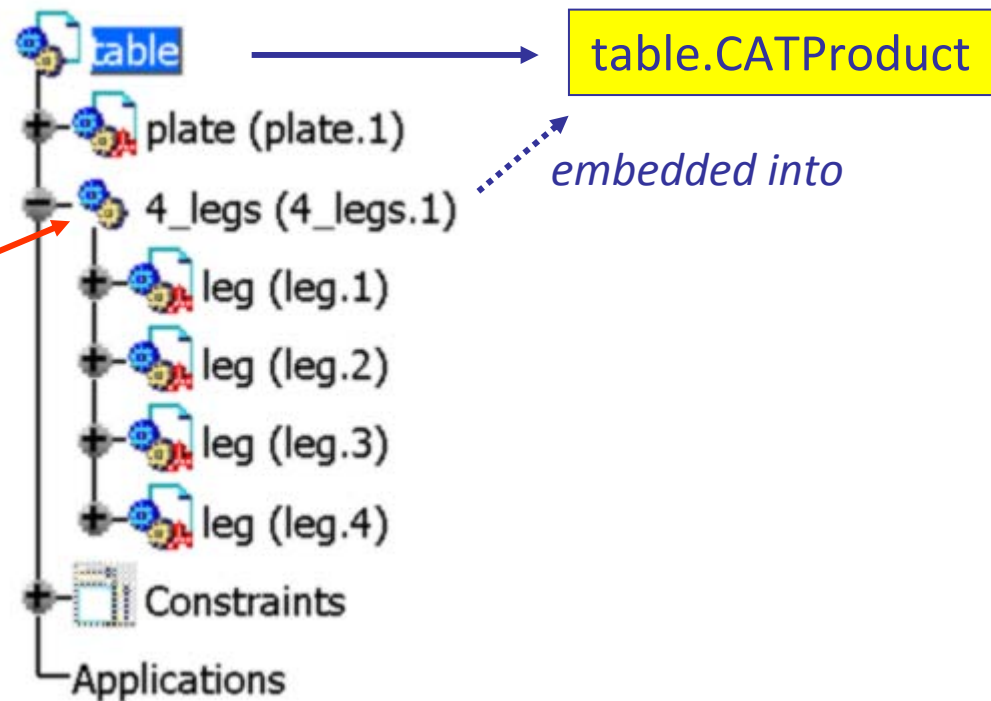 table
table.CATProduct
plate (plate.1)
embedded into
4_legs (4_legs.1)
leg (leg.1)
leg (leg.2)
leg (leg.3)
leg (leg.4)
Constraints
Applications